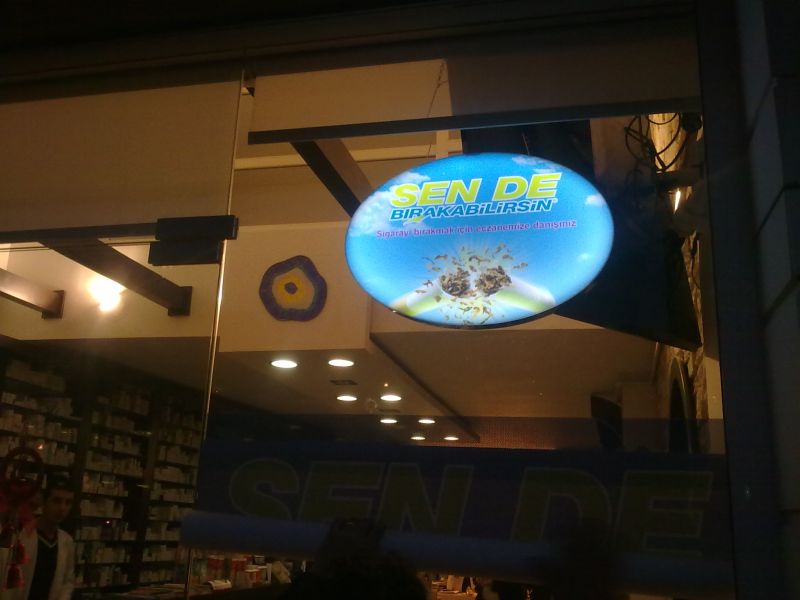 SEN DE
BIRAKABİLİRSİN
Sigarayı bırakmak için eczanemize danışınız
SEN DE